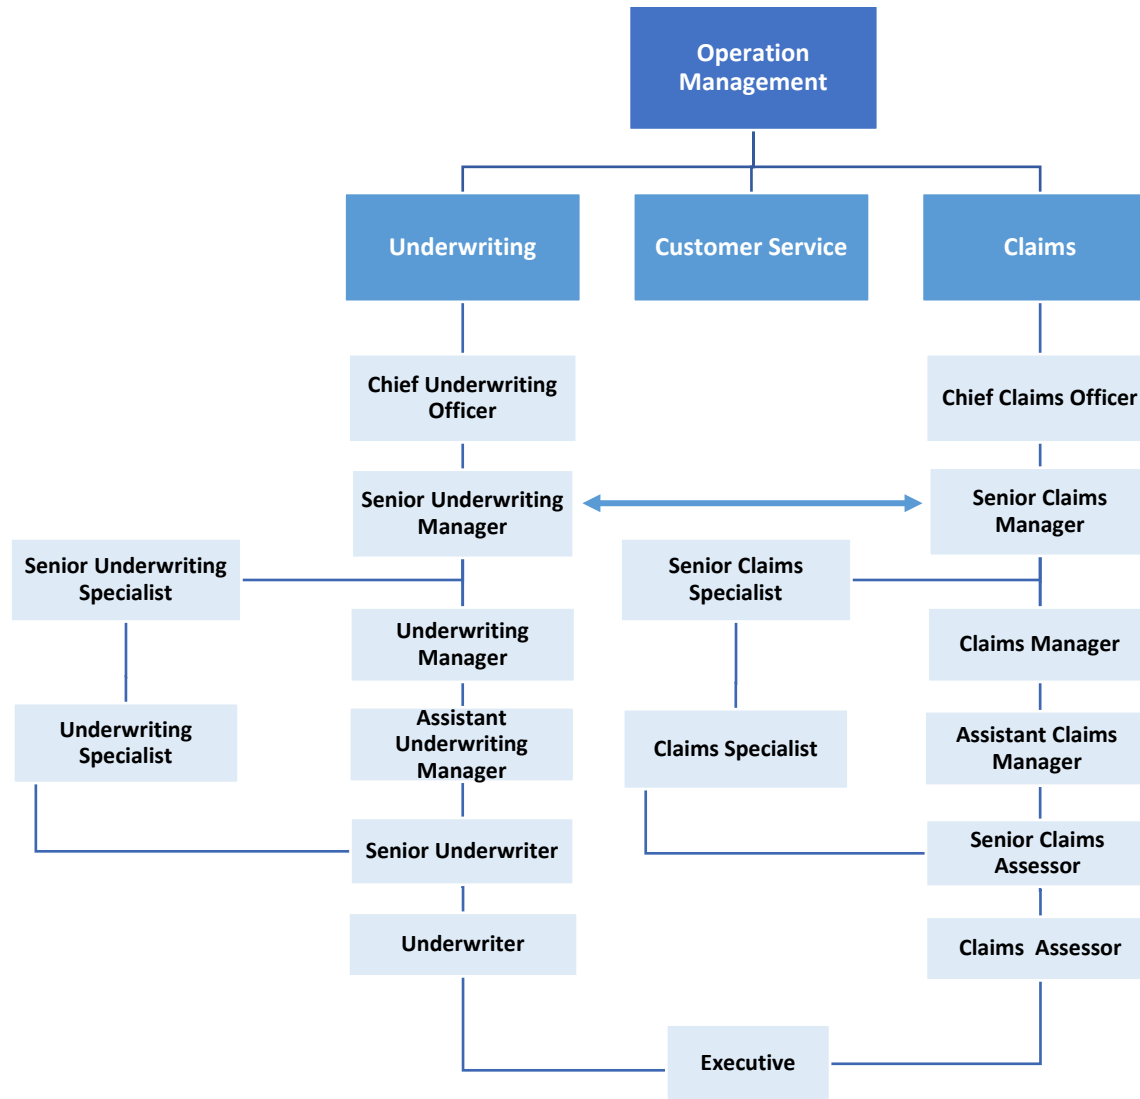 Operation
Management
Underwriting
Customer Service
Claims
Chief Underwriting
Officer
Chief Claims Officer
Senior Underwriting
Manager
Senior Claims
Manager
Senior Underwriting
Specialist
Senior Claims
Specialist
Underwriting
Manager
Claims Manager
Underwriting
Specialist
Assistant
Underwriting
Manager
Claims Specialist
Assistant Claims
Manager
Senior Underwriter
Senior Claims
Assessor
Underwriter
Claims  Assessor
Executive